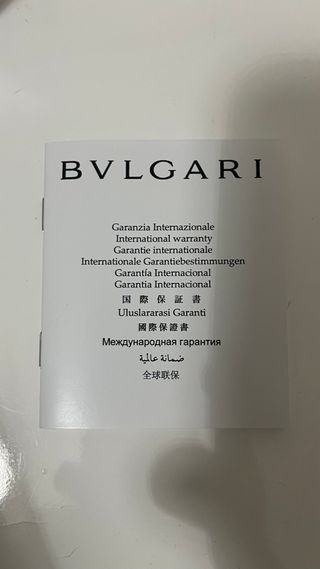 BVLGARI
Garanzia Internazionale
International warranty
Garantie internationale
Internationale Garantiebestimmungen
Garantía Internacional
Garantia Internacional
国際保証書
Uluslararasi Garanti
國際保證書
Международная гарантия
ضمانة عالمية
全球联保